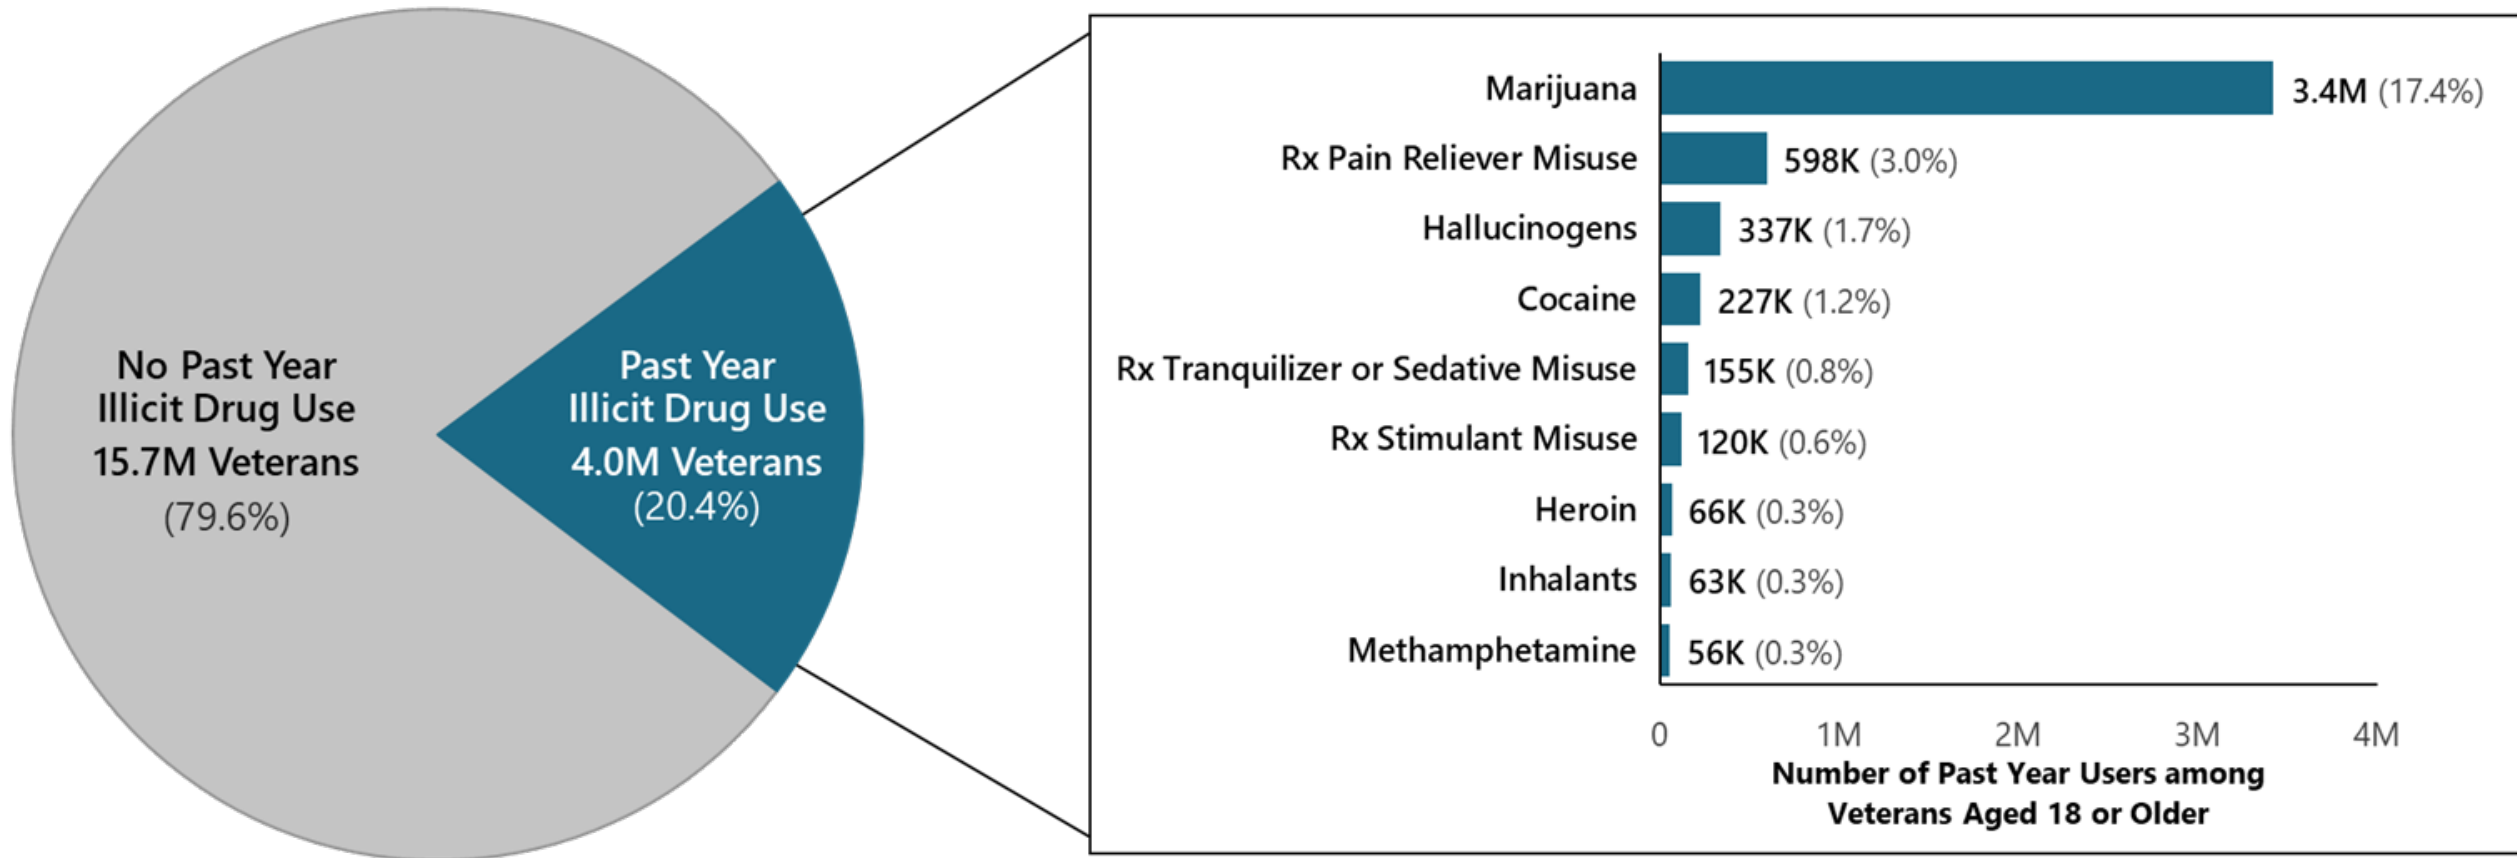 No Past Year
Illicit Drug Use
15.7M Veterans
(79.6%)
Past Year
Illicit Drug Use
4.0M Veterans
(20.4%)
Marijuana 3.4M (17.4%)
Rx Pain Reliever Misuse 598K (3.0%)
Hallucinogens 337K (1.7%)
Cocaine 227K (1.2%)
Rx Tranquilizer or Sedative Misuse 155K (0.8%)
Rx Stimulant Misuse 120K (0.6%)
Heroin 66K (0.3%)
Inhalants 63K (0.3%)
Methamphetamine 56K (0.3%)
0 1M 2M 3M 4M
Number of Past Year Users among
Veterans Aged 18 or Older